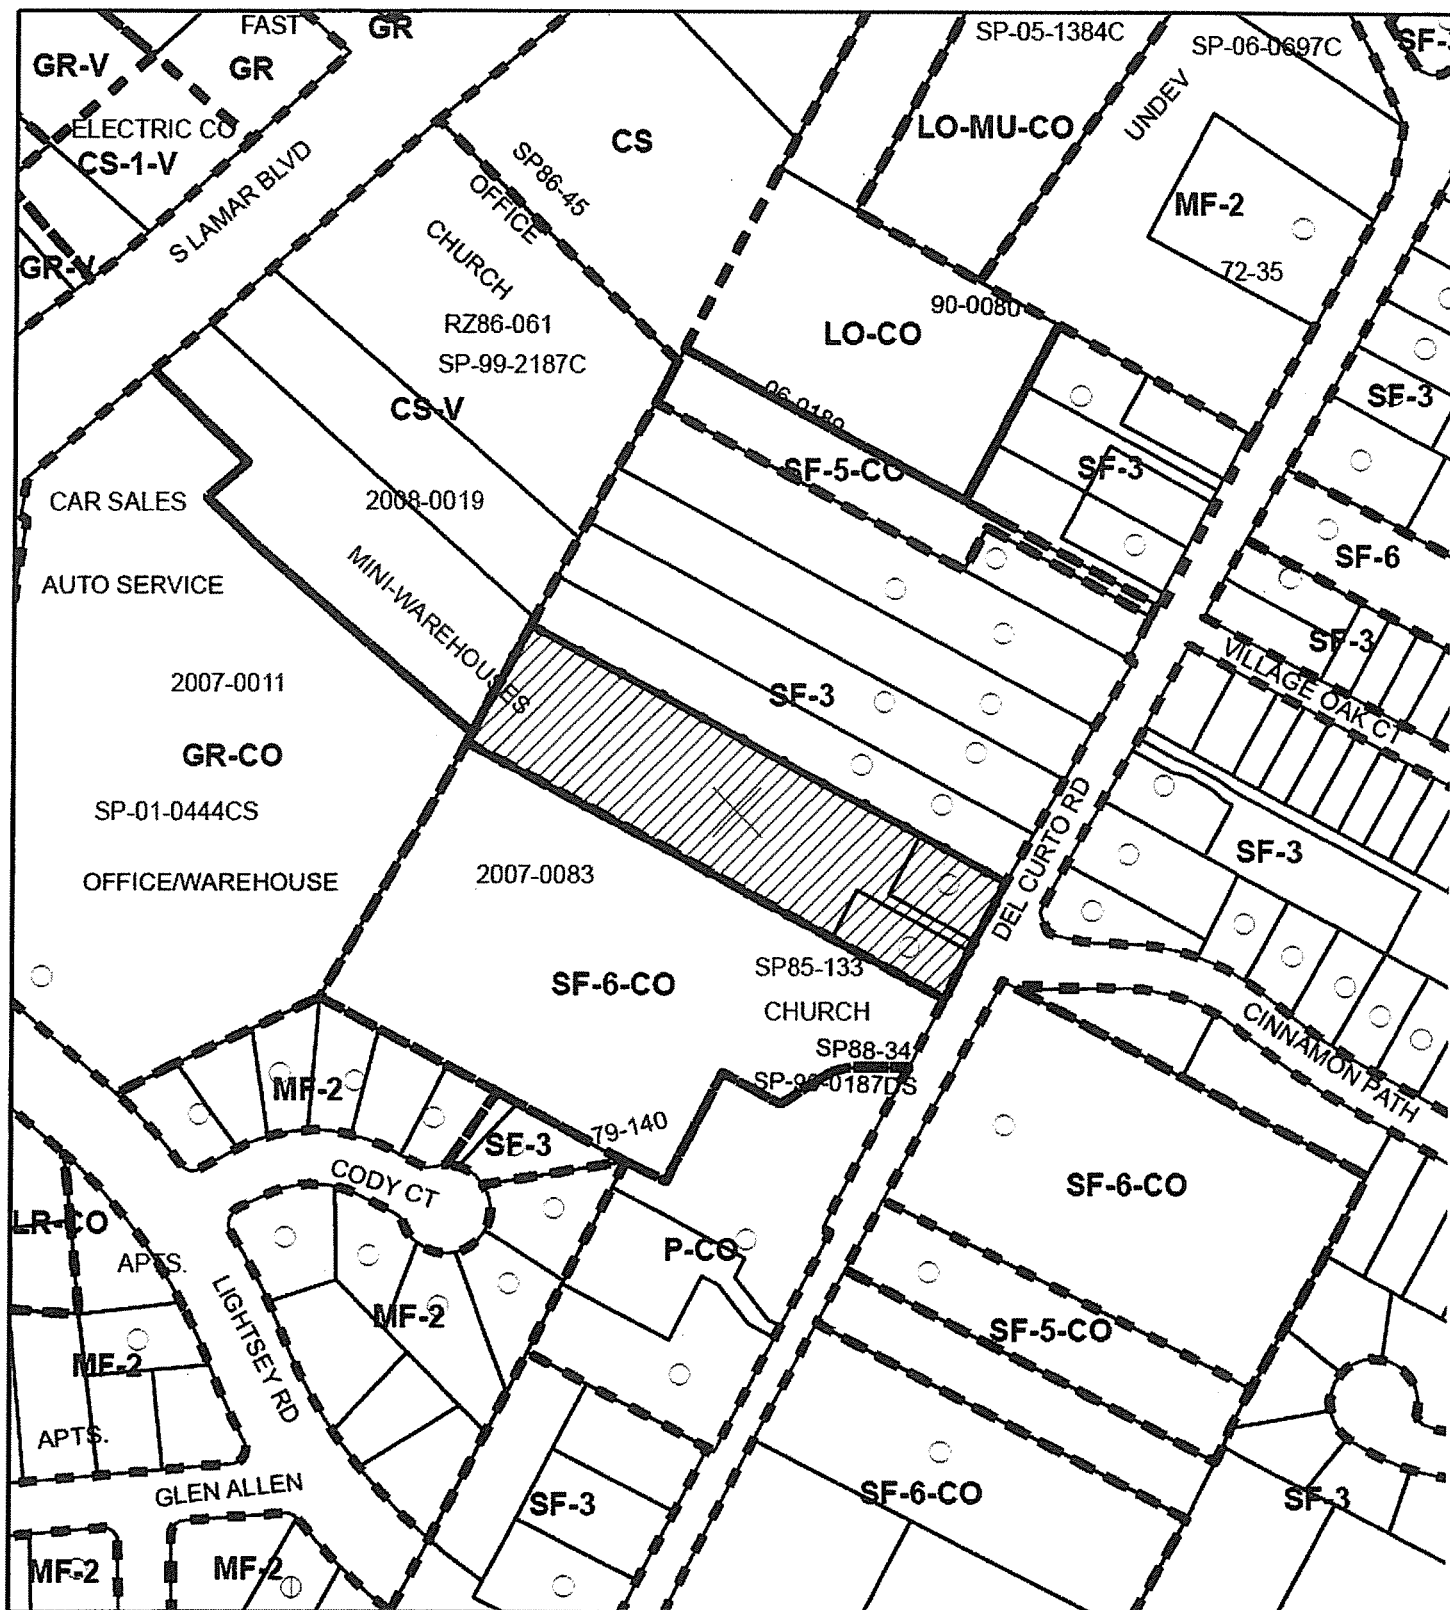 FAST
GR
GR-V
GR
SP-05-1384C
SP-06-0697C
ELECTRIC CO
CS-1-V
CS
LO-MU-CO
UNDEV
S LAMAR BLVD
SP86-45
OFFICE
MF-2
CHURCH
GR-V
72-35
90-0080
RZ86-061
LO-CO
SP-99-2187C
CS-V
06-0189
SF-3
SF-5-CO
SF-3
CAR SALES
2008-0019
SF-6
AUTO SERVICE
MINI-WAREHOUSES
SF-3
VILLAGE OAK CT
2007-0011
SF-3
GR-CO
SP-01-0444CS
DEL CURTO RD
SF-3
OFFICE/WAREHOUSE
2007-0083
SP85-133
SF-6-CO
CHURCH
CINNAMON PATH
SP88-34
MF-2
79-140
SF-3
CODY CT
SF-6-CO
LR-CO
P-CO
APTS.
LIGHTSEY RD
MF-2
SF-5-CO
MF-2
APTS.
GLEN ALLEN
SF-3
SF-6-CO
SF-3
MF-2
MF-2